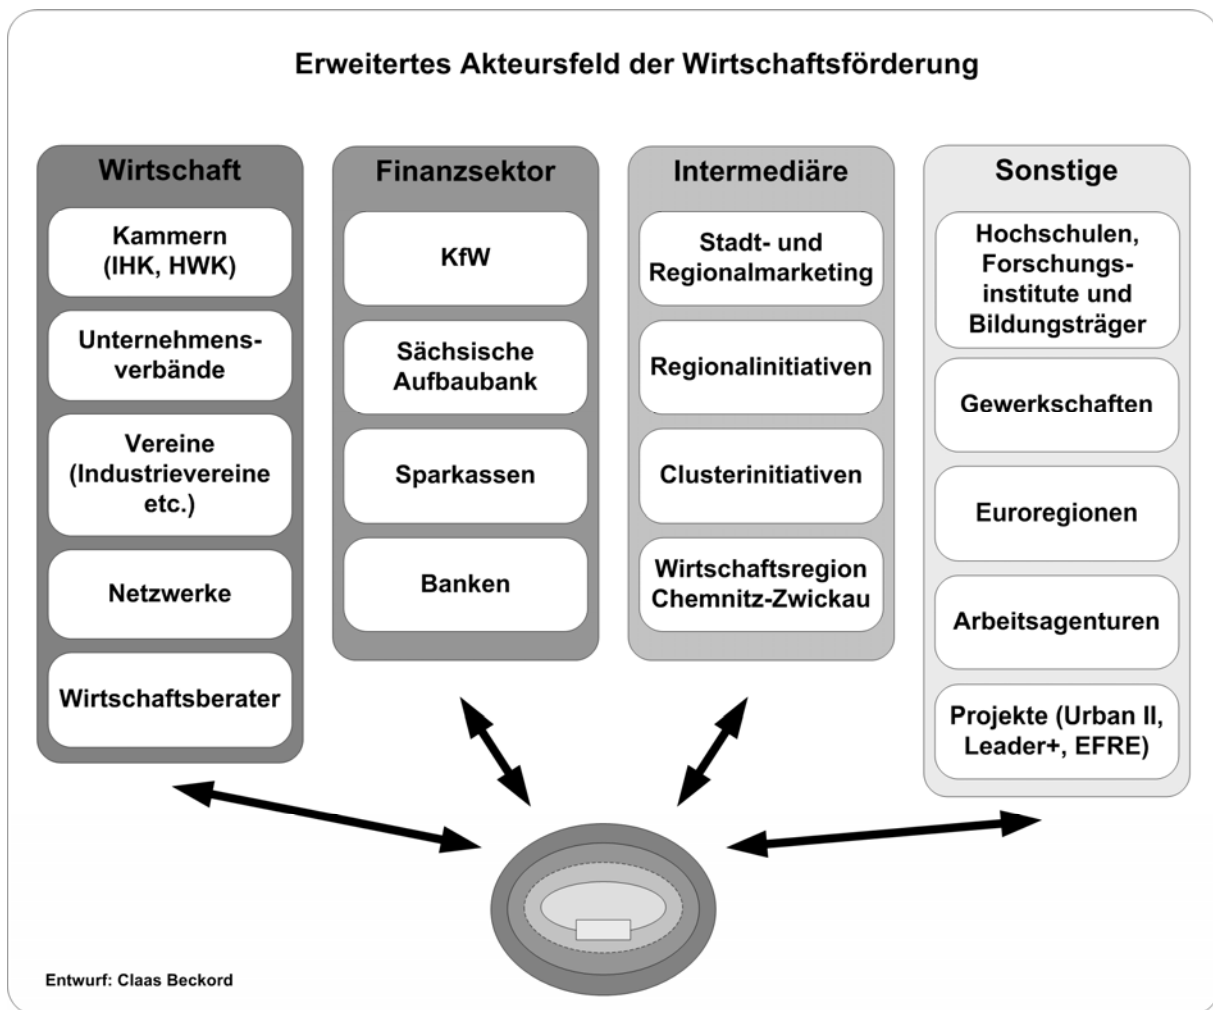 Erweitertes Akteursfeld der Wirtschaftsförderung
Wirtschaft
Kammern
(IHK, HWK)
Unternehmens-
verbände
Vereine
(Industrievereine
etc.)
Netzwerke
Wirtschaftsberater
Finanzsektor
KfW
Sächsische
Aufbaubank
Sparkassen
Banken
Intermediäre
Stadt- und
Regionalmarketing
Regionalinitiativen
Clusterinitiativen
Wirtschaftsregion
Chemnitz-Zwickau
Sonstige
Hochschulen,
Forschungs-
institute und
Bildungsträger
Gewerkschaften
Euroregionen
Arbeitsagenturen
Projekte (Urban II,
Leader+, EFRE)
Entwurf: Claas Beckord